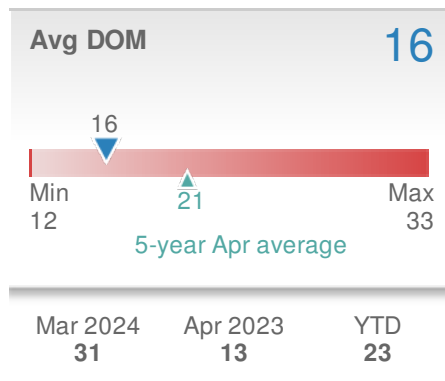 Avg DOM 16
16
Min Max
12 33
21
5-year Apr average
Mar 2024 Apr 2023 YTD
31 13 23